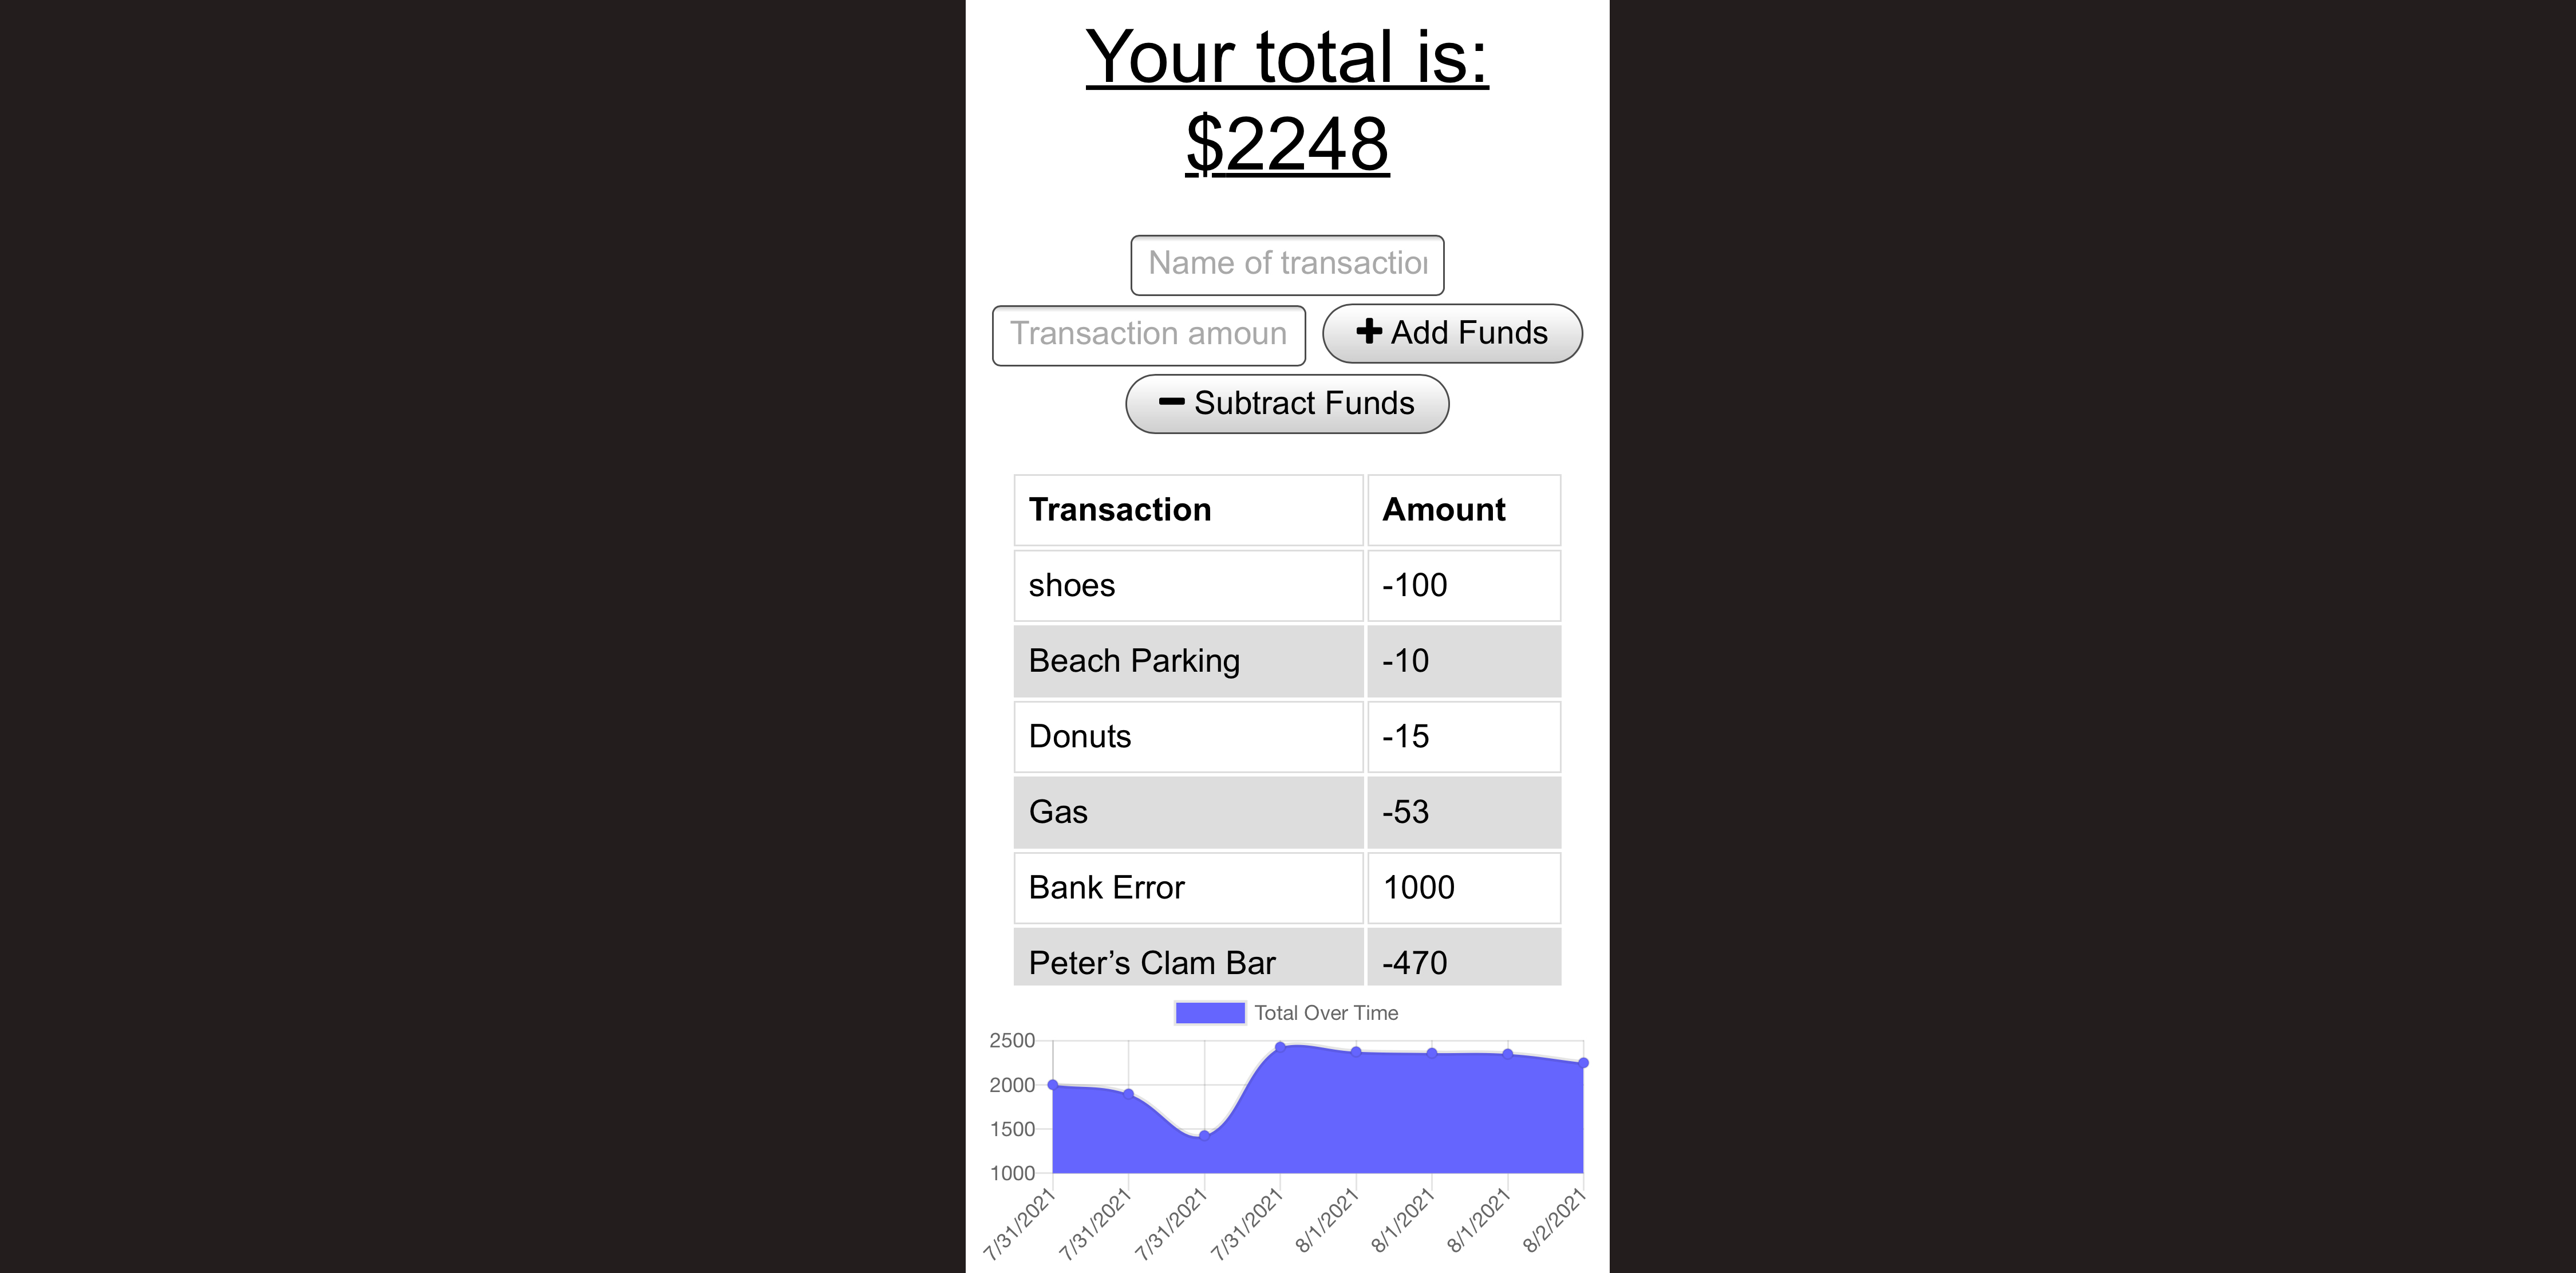 Your total is:
$2248
Name of transactio
Transaction amoun
Add Funds
Subtract Funds
Transaction Amount
shoes -100
Beach Parking -10
Donuts -15
Gas -53
Bank Error 1000
Peter’s Clam Bar -470
Total Over Time
2500
2000
1500
1000
7/31/2021 7/31/2021 7/31/2021 7/31/2021 8/1/2021 8/1/2021 8/1/2021 8/2/2021